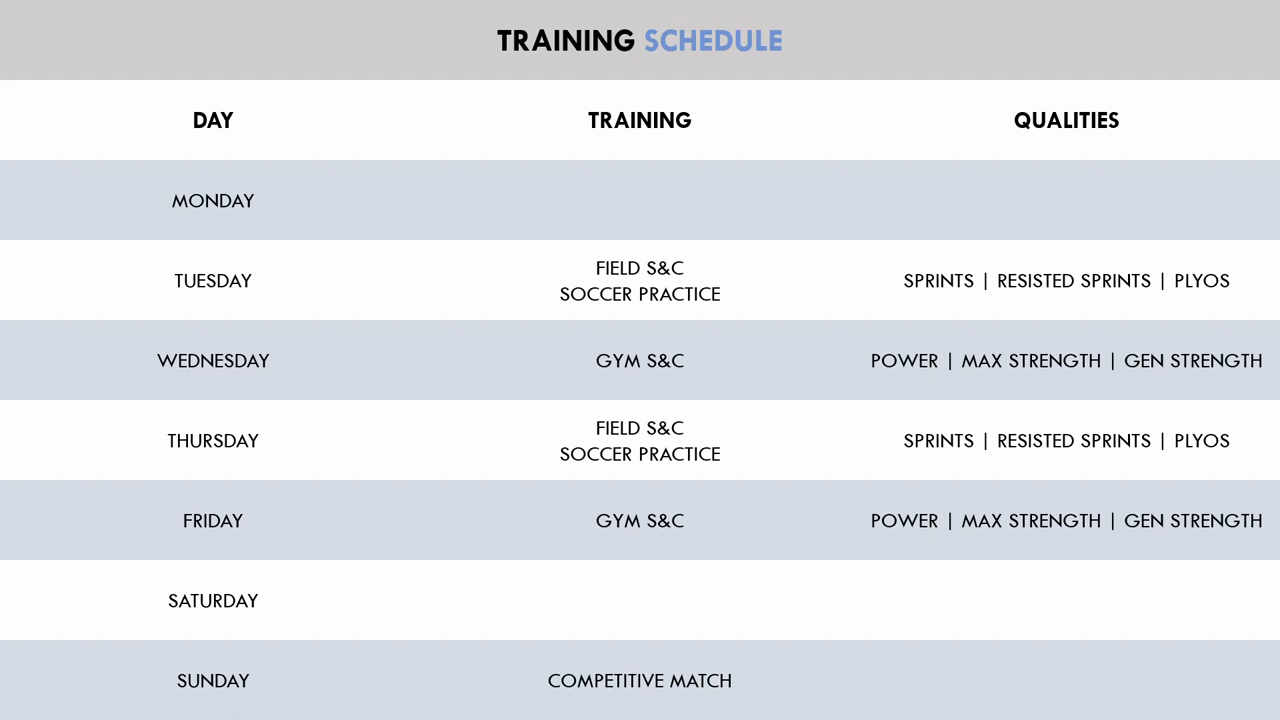 TRAINING SCHEDULE
DAY TRAINING QUALITIES
MONDAY
TUESDAY FIELD S&C SPRINTS | RESISTED SPRINTS | PLYOS
SOCCER PRACTICE
WEDNESDAY GYM S&C POWER | MAX STRENGTH | GEN STRENGTH
THURSDAY FIELD S&C SPRINTS | RESISTED SPRINTS | PLYOS
SOCCER PRACTICE
FRIDAY GYM S&C POWER | MAX STRENGTH | GEN STRENGTH
SATURDAY
SUNDAY COMPETITIVE MATCH